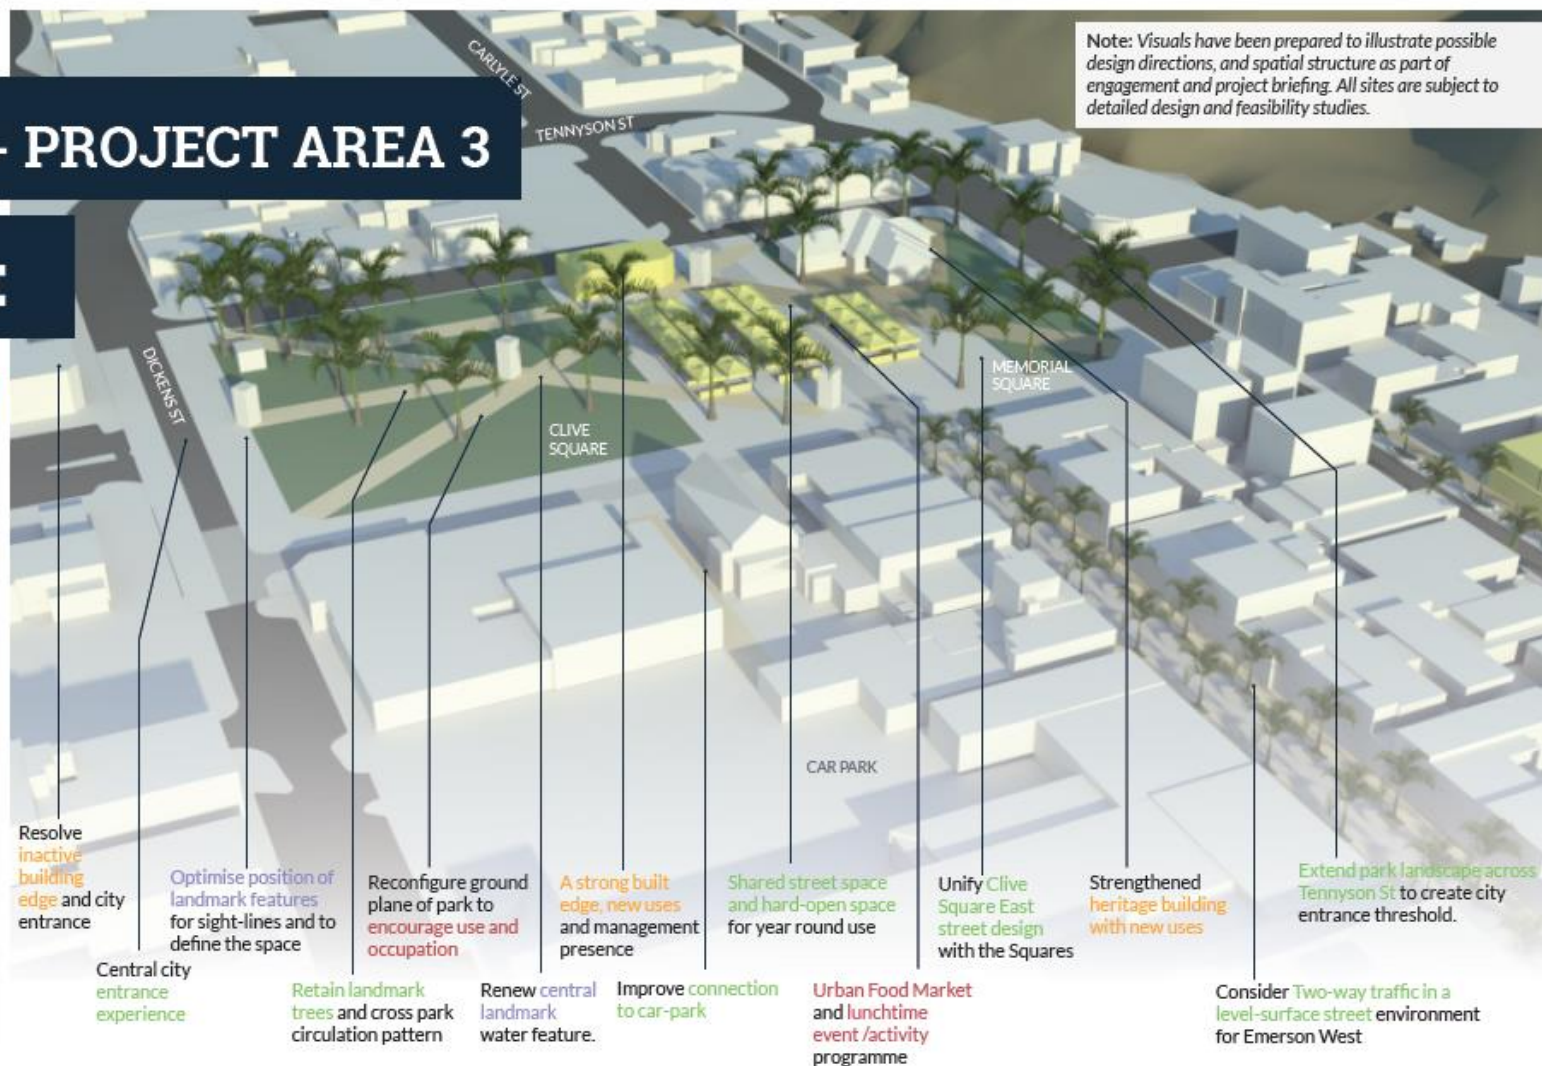 Note: Visuals have been prepared to illustrate possible
design directions, and spatial structure as part of
engagement and project briefing. All sites are subject to
detailed design and feasibility studies.
CARLYLE ST
TENNYSON ST
- PROJECT AREA 3
:
DICKENS ST
CLIVE
SQUARE
MEMORIAL
SQUARE
CAR PARK
Resolve
inactive
building
edge and city
entrance
Central city
entrance
experience
Optimise position of
landmark features
for sight-lines and to
define the space
Retain landmark
trees and cross park
circulation pattern
Reconfigure ground
plane of park to
encourage use and
occupation
Renew central
landmark
water feature.
A strong built
edge, new uses
and management
presence
Improve connection
to car-park
Shared street space
and hard-open space
for year round use
Urban Food Market
and lunchtime
event /activity
programme
Unify Clive
Square East
street design
with the Squares
Strengthened
heritage building
with new uses
Consider Two-way traffic in a
level-surface street environment
for Emerson West
Extend park landscape across
Tennyson St to create city
entrance threshold.